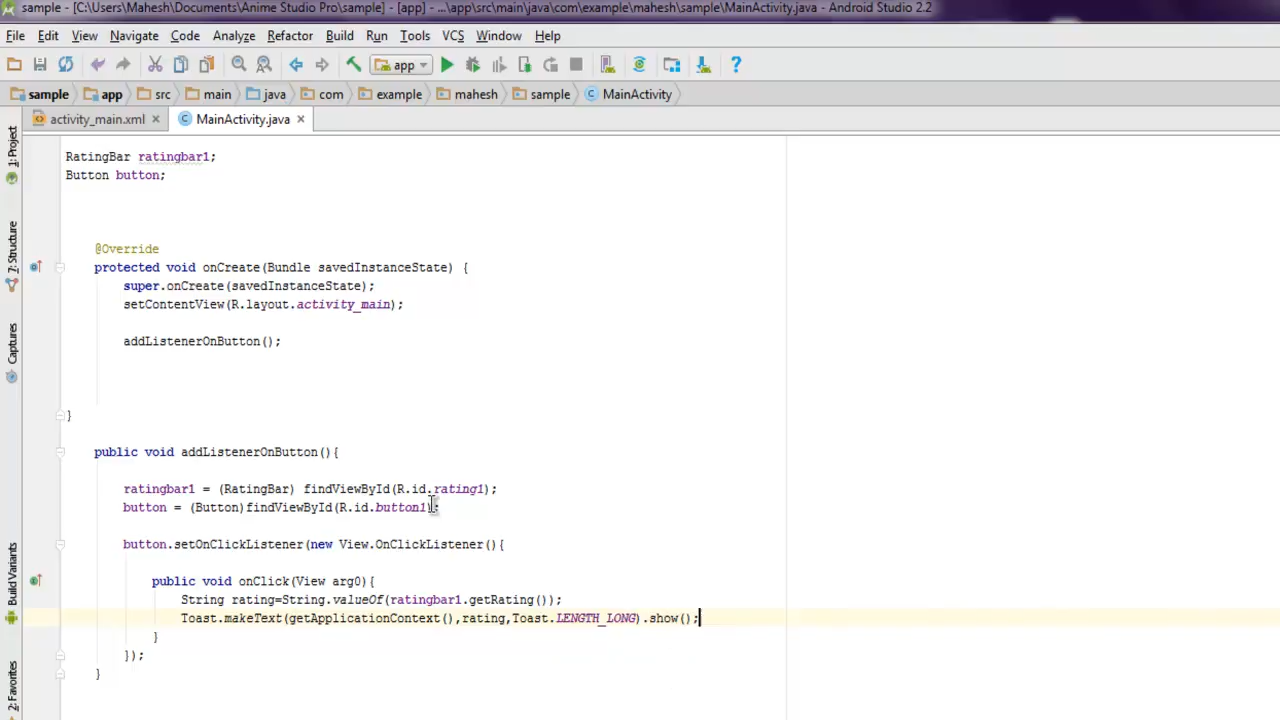 sample - [C:\Users\Mahesh\Documents\Anime Studio Pro\sample] - [app] - ...\app\src\main\java\com\example\mahesh\sample\MainActivity.java - Android Studio 2.2
File Edit View Navigate Code Analyze Refactor Build Run Tools VCS Window Help
app
sample app src main java com example mahesh sample MainActivity
activity_main.xml MainActivity.java
1: Project
7: Structure
Captures
Build Variants
2: Favorites
RatingBar ratingbar1;
Button button;
@Override
protected void onCreate(Bundle savedInstanceState) {
super.onCreate(savedInstanceState);
setContentView(R.layout.activity_main);
addListenerOnButton();
}
public void addListenerOnButton(){
ratingbar1 = (RatingBar) findViewById(R.id.rating1);
button = (Button)findViewById(R.id.button1);
button.setOnClickListener(new View.OnClickListener(){
public void onClick(View arg0){
String rating=String.valueOf(ratingbar1.getRating());
Toast.makeText(getApplicationContext(),rating,Toast.LENGTH_LONG).show();
}
});
}